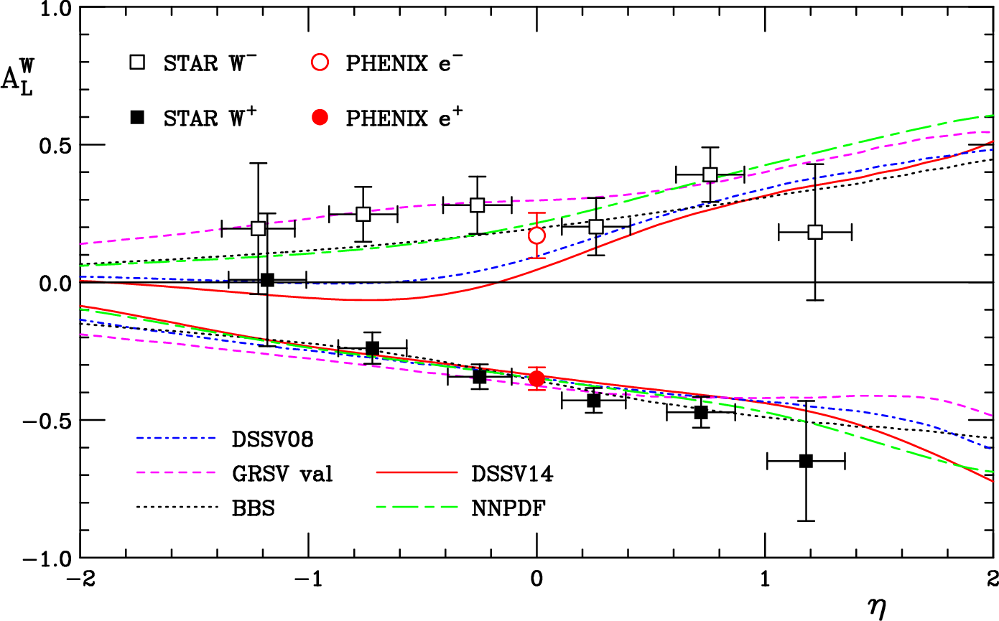 1.0
STAR W⁻ PHENIX e⁻
A_L^W
STAR W⁺ PHENIX e⁺
0.5
0.0
−0.5
DSSV08
GRSV val DSSV14
BBS NNPDF
−1.0
−2 −1 0 1 2
η